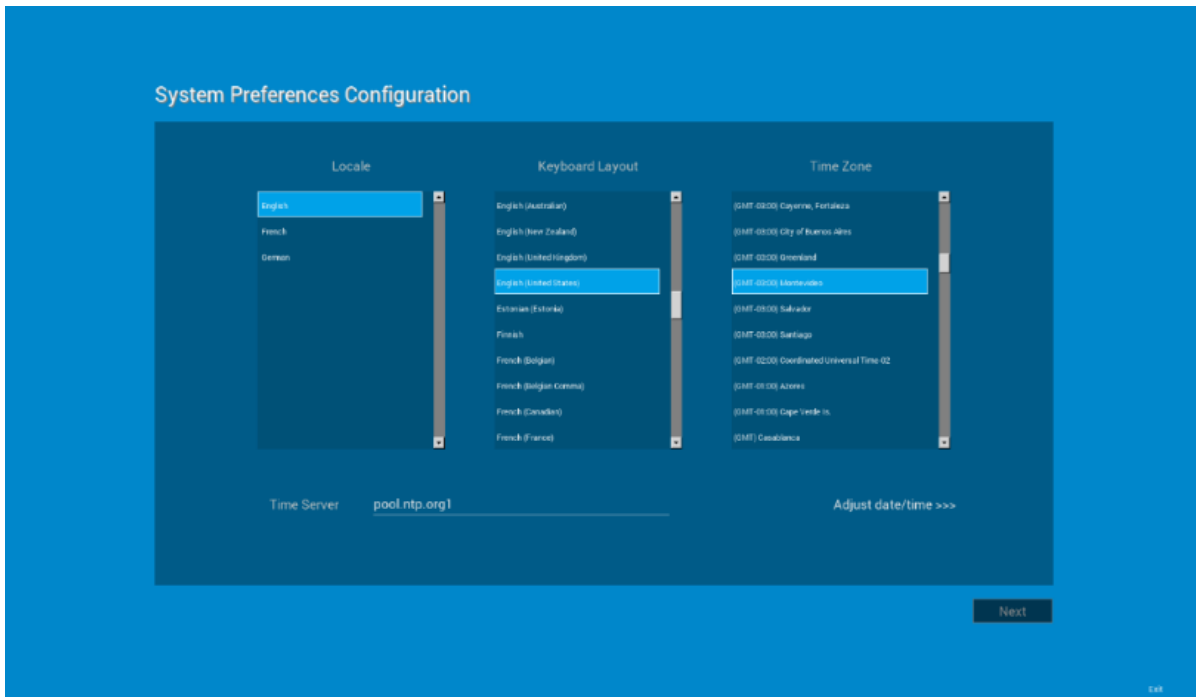 System Preferences Configuration
Locale
English
French
German
Keyboard Layout
English (Australian)
English (New Zealand)
English (United Kingdom)
English (United States)
Estonian (Estonia)
Finnish
French (Belgian)
French (Belgian Comma)
French (Canadian)
French (France)
Time Zone
(GMT-03:00) Cayenne, Fortaleza
(GMT-03:00) City of Buenos Aires
(GMT-03:00) Greenland
(GMT-03:00) Montevideo
(GMT-03:00) Salvador
(GMT-03:00) Santiago
(GMT-02:00) Coordinated Universal Time-02
(GMT-01:00) Azores
(GMT-01:00) Cape Verde Is.
(GMT) Casablanca
Time Server pool.ntp.org1
Adjust date/time >>>
Next
Exit